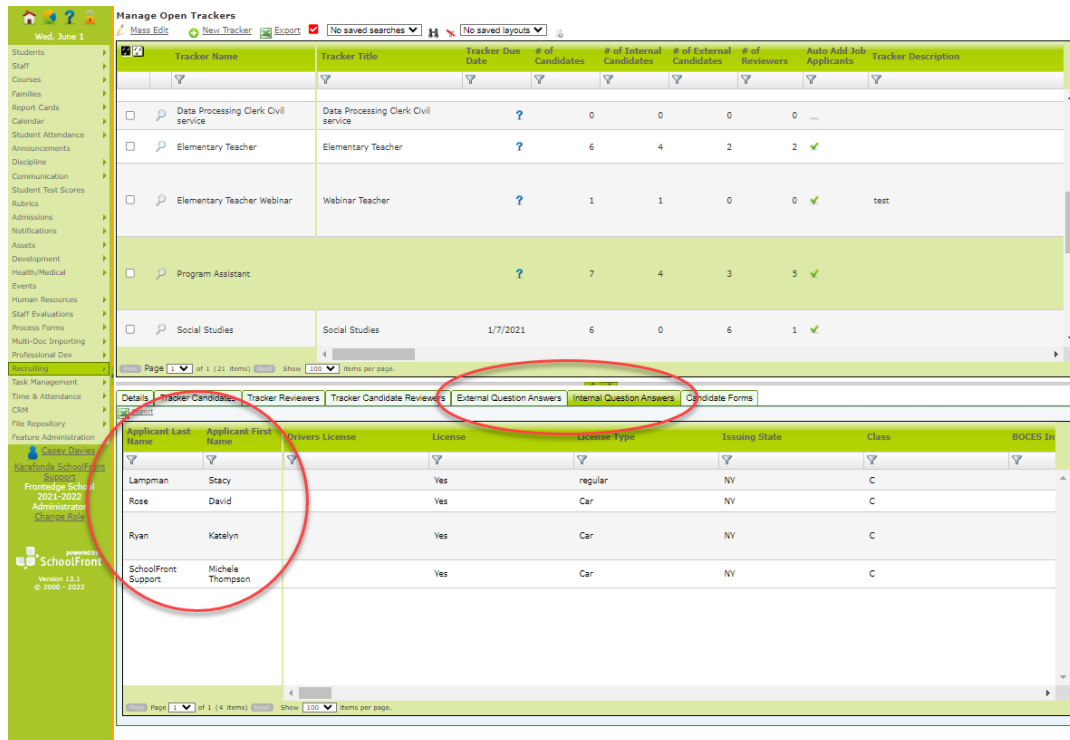 Wed, June 1
Students
Staff
Courses
Families
Report Cards
Calendar
Student Attendance
Announcements
Discipline
Communication
Student Test Scores
Rubrics
Admissions
Notifications
Assets
Development
Health/Medical
Events
Human Resources
Staff Evaluations
Process Forms
Multi-Doc Importing
Professional Dev
Recruiting
Task Management
Time & Attendance
CRM
File Repository
Feature Administration
Casey Davies
Karafonda SchoolFront
Support
Frontedge School
2021-2022
Administrator
Change Role
powered by
SchoolFront
Version 13.1
© 2000 - 2022
Manage Open Trackers
Mass Edit New Tracker Export No saved searches No saved layouts
Tracker Name Tracker Title Tracker Due Date # of Candidates # of Internal Candidates # of External Candidates # of Reviewers Auto Add Job Applicants Tracker Description
Data Processing Clerk Civil service Data Processing Clerk Civil service ? 0 0 0 0
Elementary Teacher Elementary Teacher ? 6 4 2 2
Elementary Teacher Webinar Webinar Teacher ? 1 1 0 0 test
Program Assistant ? 7 4 3 5
Social Studies Social Studies 1/7/2021 6 0 6 1
Prev Page 1 of 1 (21 items) Next Show 100 items per page.
Details Tracker Candidates Tracker Reviewers Tracker Candidate Reviewers External Question Answers Internal Question Answers Candidate Forms
Export
Applicant Last Name Applicant First Name Drivers License License License Type Issuing State Class BOCES In
Lampman Stacy Yes regular NY C
Rose David Yes Car NY C
Ryan Katelyn Yes Car NY C
SchoolFront Support Michele Thompson Yes Car NY C
Prev Page 1 of 1 (4 items) Next Show 100 items per page.